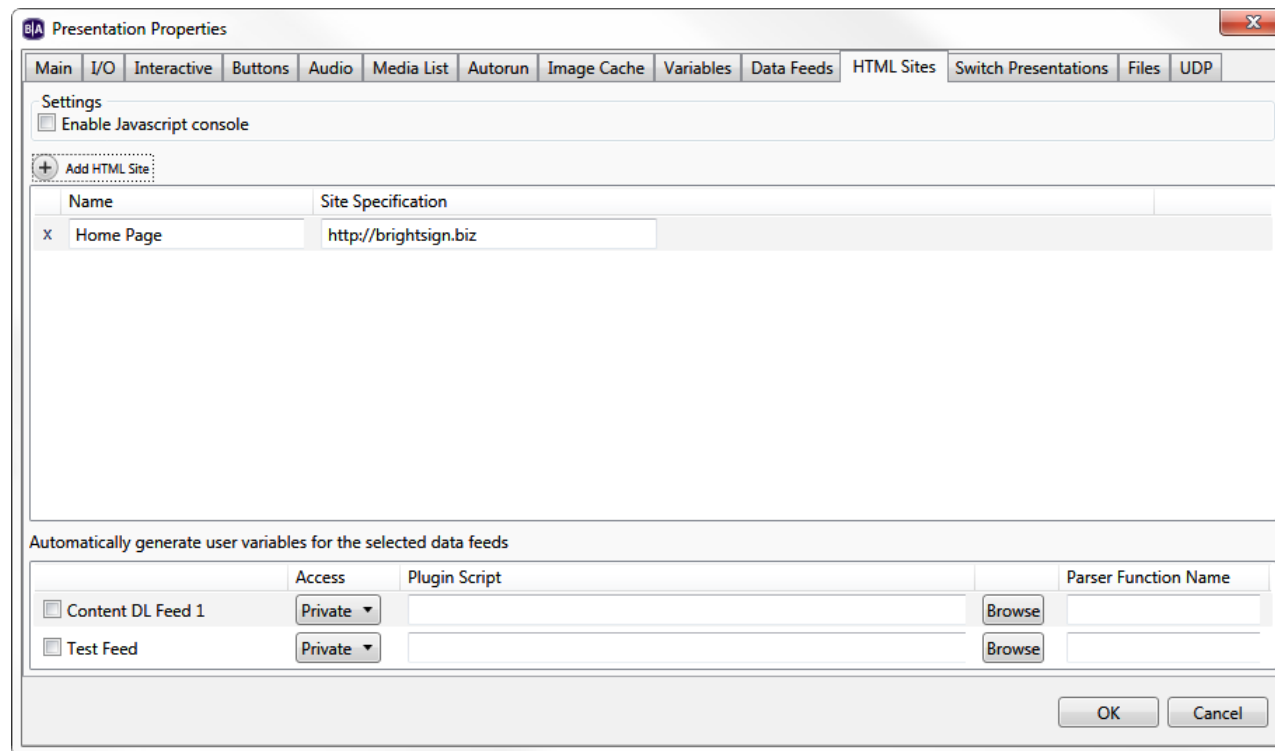 B|A Presentation Properties X
Main I/O Interactive Buttons Audio Media List Autorun Image Cache Variables Data Feeds HTML Sites Switch Presentations Files UDP
Settings
Enable Javascript console
+ Add HTML Site
Name Site Specification
x Home Page http://brightsign.biz
Automatically generate user variables for the selected data feeds
Access Plugin Script Parser Function Name
Content DL Feed 1 Private Browse
Test Feed Private Browse
OK Cancel